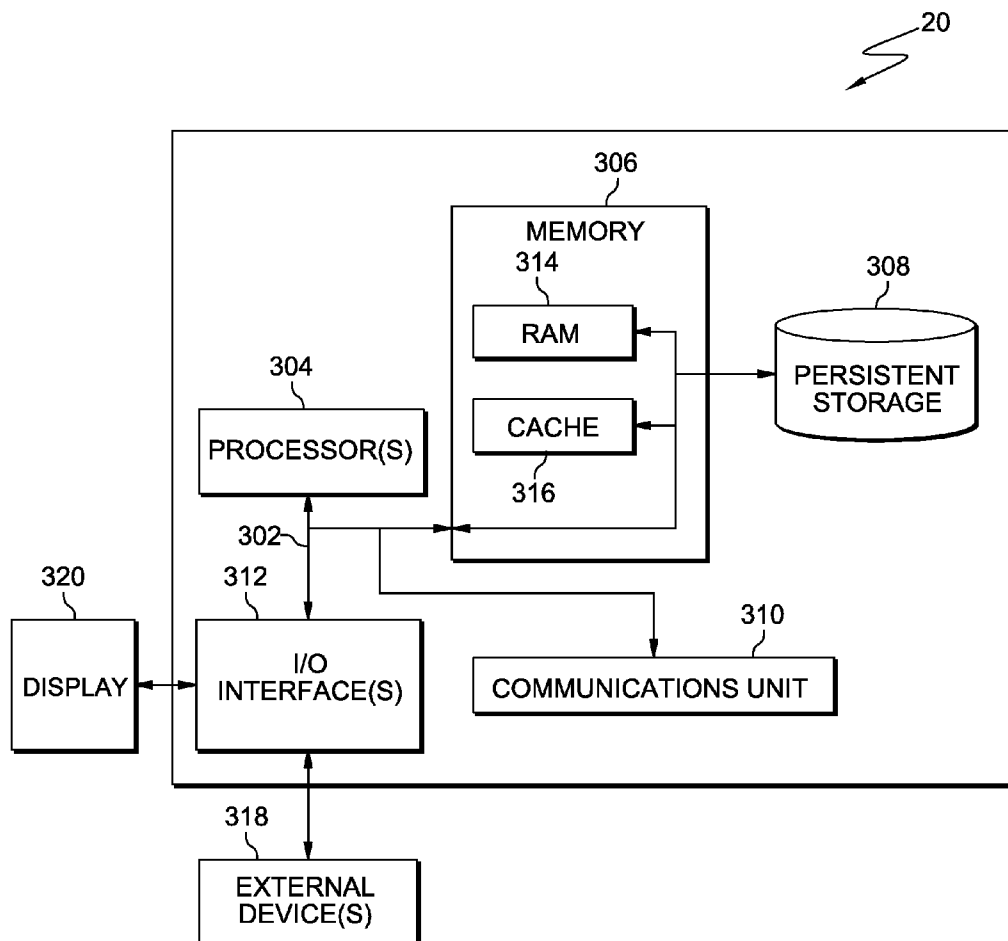 20
306
MEMORY
314
RAM
308
PERSISTENT
STORAGE
304
PROCESSOR(S)
CACHE
316
302
312
320
I/O
INTERFACE(S)
DISPLAY
310
COMMUNICATIONS UNIT
318
EXTERNAL
DEVICE(S)